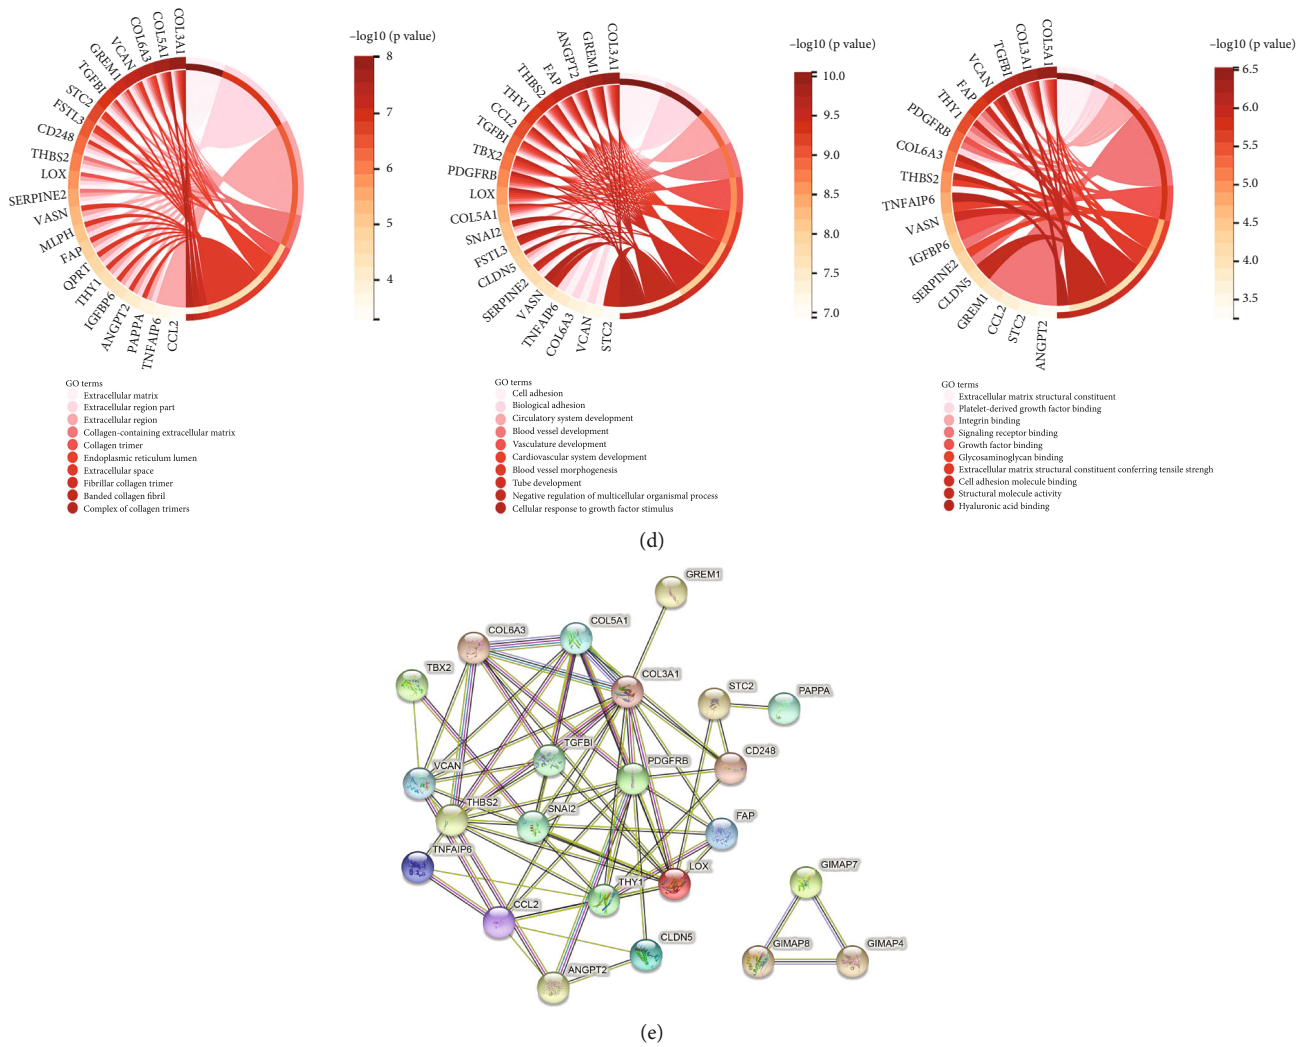 COL3A1
COL5A1
COL6A3
VCAN
GREM1
TGFBI
STC2
FSTL3
CD248
THBS2
LOX
SERPINE2
VASN
MLPH
FAP
QPRT
THY1
IGFBP6
ANGPT2
PAPPA
TNFAIP6
CCL2
–log10 (p value)
8
7
6
5
4
GO terms
Extracellular matrix
Extracellular region part
Extracellular region
Collagen-containing extracellular matrix
Collagen trimer
Endoplasmic reticulum lumen
Extracellular space
Fibrillar collagen trimer
Banded collagen fibril
Complex of collagen trimers
COL3A1
GREM1
ANGPT2
FAP
THBS2
THY1
CCL2
TGFBI
TBX2
PDGFRB
LOX
COL5A1
SNAI2
FSTL3
CLDN5
SERPINE2
VASN
TNFAIP6
COL6A3
VCAN
STC2
–log10 (p value)
10.0
9.5
9.0
8.5
8.0
7.5
7.0
GO terms
Cell adhesion
Biological adhesion
Circulatory system development
Blood vessel development
Vasculature development
Cardiovascular system development
Blood vessel morphogenesis
Tube development
Negative regulation of multicellular organismal process
Cellular response to growth factor stimulus
COL5A1
COL3A1
TGFBI
VCAN
FAP
THY1
PDGFRB
COL6A3
THBS2
TNFAIP6
VASN
IGFBP6
SERPINE2
CLDN5
GREM1
CCL2
STC2
ANGPT2
–log10 (p value)
6.5
6.0
5.5
5.0
4.5
4.0
3.5
GO terms
Extracellular matrix structural constituent
Platelet-derived growth factor binding
Integrin binding
Signaling receptor binding
Growth factor binding
Glycosaminoglycan binding
Extracellular matrix structural constituent conferring tensile strengh
Cell adhesion molecule binding
Structural molecule activity
Hyaluronic acid binding
(d)
GREM1
COL5A1
COL6A3
TBX2
COL3A1
STC2
PAPPA
TGFBI
CD248
VCAN
PDGFRB
THBS2
SNAI2
FAP
TNFAIP6
LOX
GIMAP7
THY1
CCL2
CLDN5
GIMAP8
GIMAP4
ANGPT2
(e)